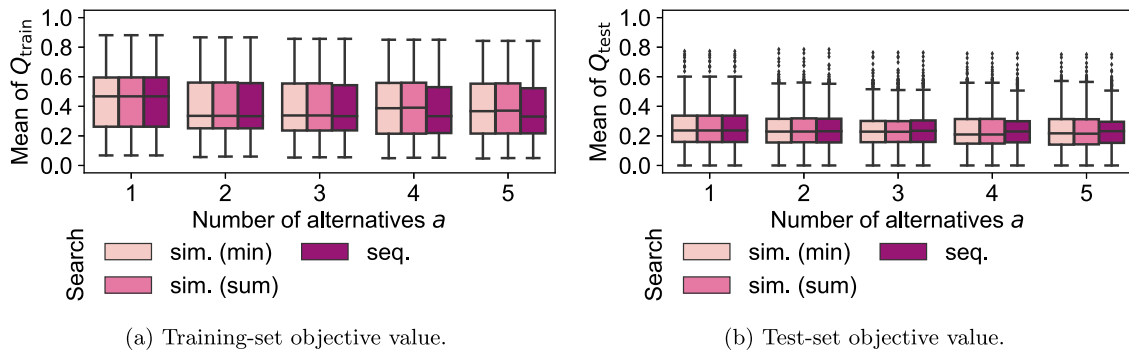 1.0
0.8
0.6
0.4
0.2
0.0
Mean of Qtrain
1 2 3 4 5
Number of alternatives a
Search
sim. (min)
seq.
sim. (sum)
(a) Training-set objective value.
1.0
0.8
0.6
0.4
0.2
0.0
Mean of Qtest
1 2 3 4 5
Number of alternatives a
Search
sim. (min)
seq.
sim. (sum)
(b) Test-set objective value.